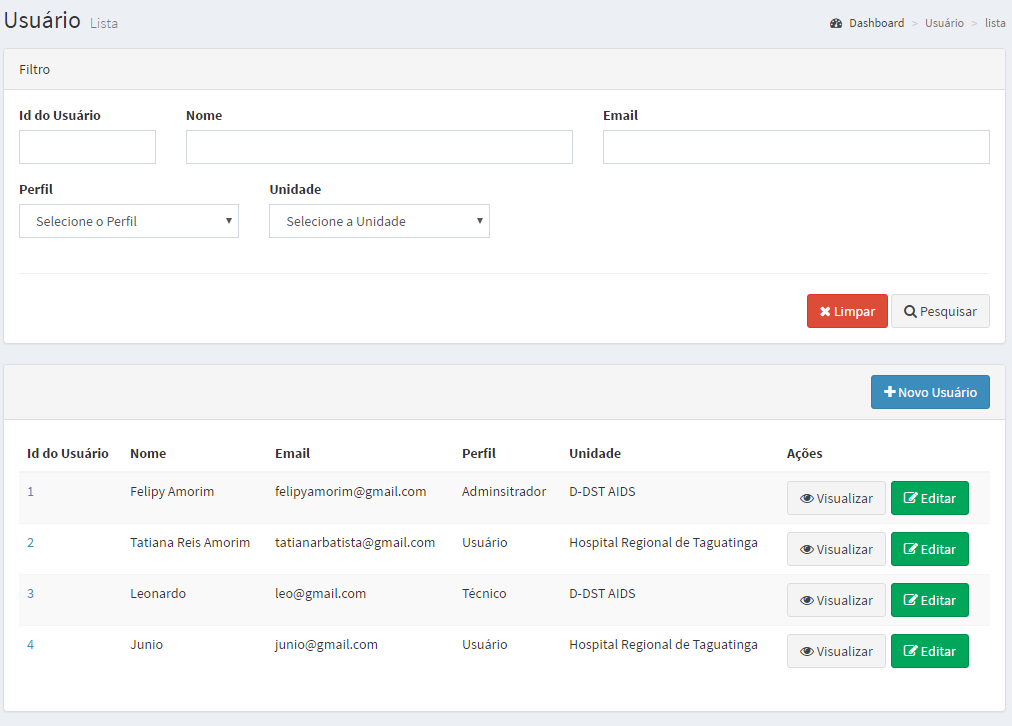 Usuário Lista
Dashboard > Usuário > lista
Filtro
Id do Usuário Nome Email
Perfil Unidade
Selecione o Perfil Selecione a Unidade
Limpar Pesquisar
Novo Usuário
Id do Usuário Nome Email Perfil Unidade Ações
1 Felipy Amorim felipyamorim@gmail.com Adminsitrador D-DST AIDS Visualizar Editar
2 Tatiana Reis Amorim tatianarbatista@gmail.com Usuário Hospital Regional de Taguatinga Visualizar Editar
3 Leonardo leo@gmail.com Técnico D-DST AIDS Visualizar Editar
4 Junio junio@gmail.com Usuário Hospital Regional de Taguatinga Visualizar Editar